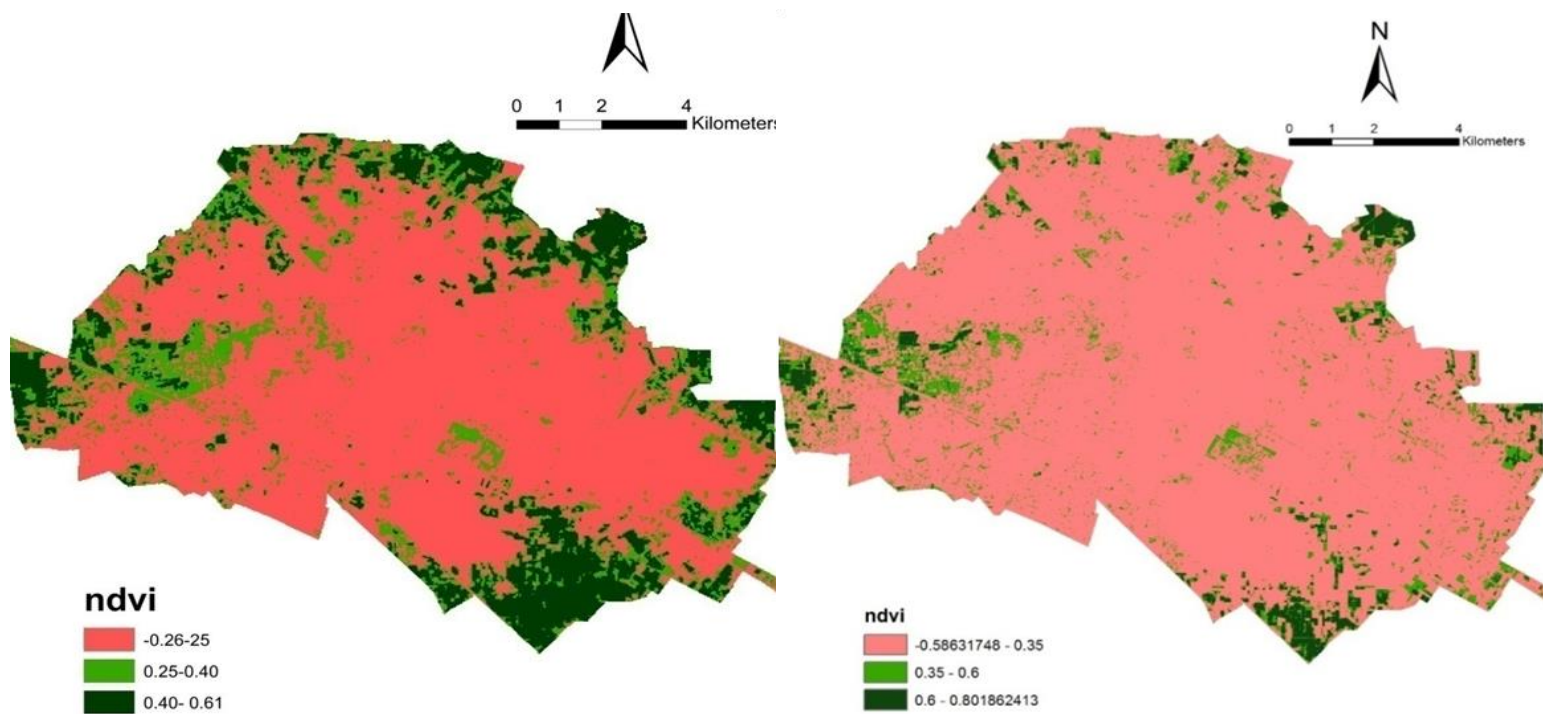 0 1 2 4
Kilometers
ndvi
-0.26-25
0.25-0.40
0.40- 0.61
N
0 1 2 4
Kilometers
ndvi
-0.58631748 - 0.35
0.35 - 0.6
0.6 - 0.801862413